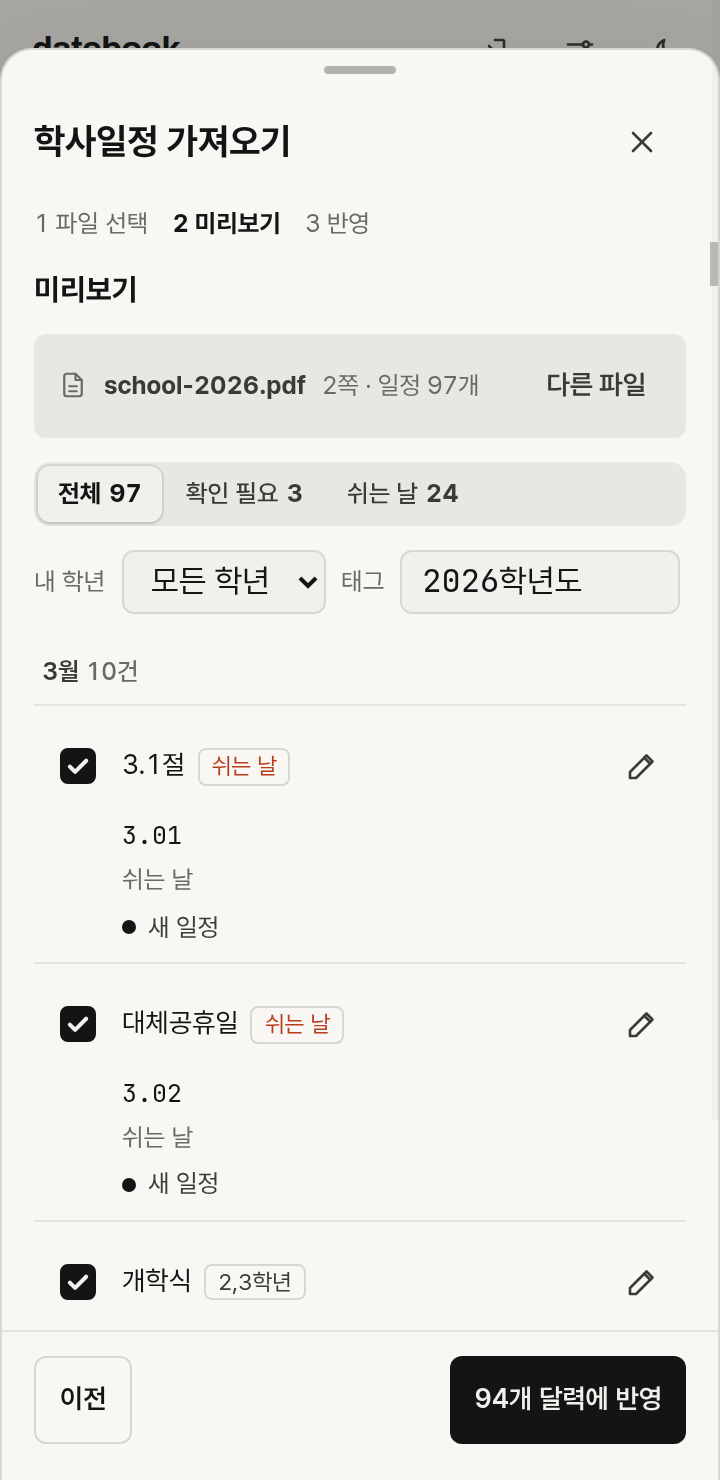 databook
학사일정 가져오기
1 파일 선택 2 미리보기 3 반영
미리보기
school-2026.pdf 2쪽 · 일정 97개 다른 파일
전체 97 확인 필요 3 쉬는 날 24
내 학년 모든 학년 태그 2026학년도
3월 10건
3.1절 쉬는 날
3.01
쉬는 날
새 일정
대체공휴일 쉬는 날
3.02
쉬는 날
새 일정
개학식 2,3학년
이전 94개 달력에 반영